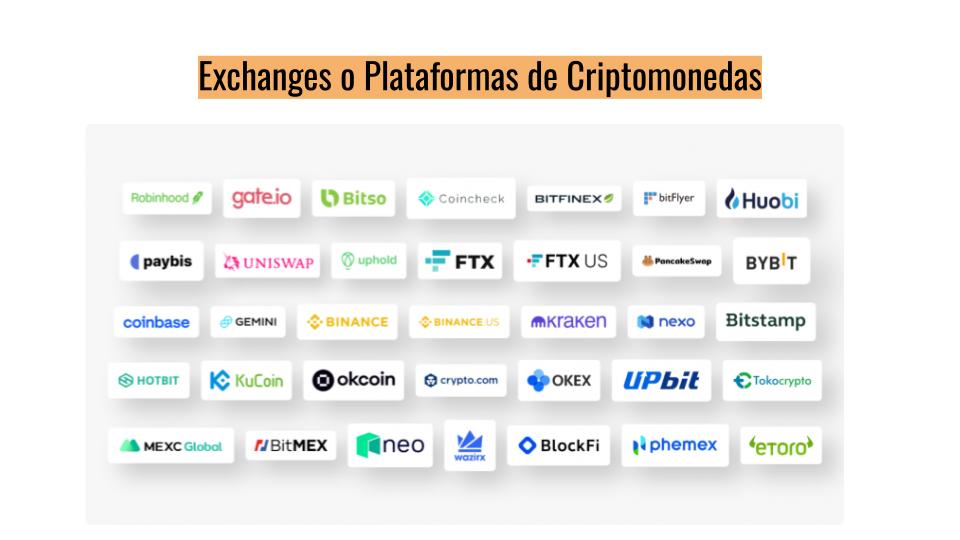 Exchanges o Plataformas de Criptomonedas
Robinhood gate.io Bitso Coincheck BITFINEX bitFlyer Huobi
paybis UNISWAP uphold FTX FTX US PancakeSwap BYBIT
coinbase GEMINI BINANCE BINANCE.US kraken nexo Bitstamp
HOTBIT KuCoin okcoin crypto.com OKEX UPbit Tokocrypto
MEXC Global BitMEX neo wazirx BlockFi phemex eToro